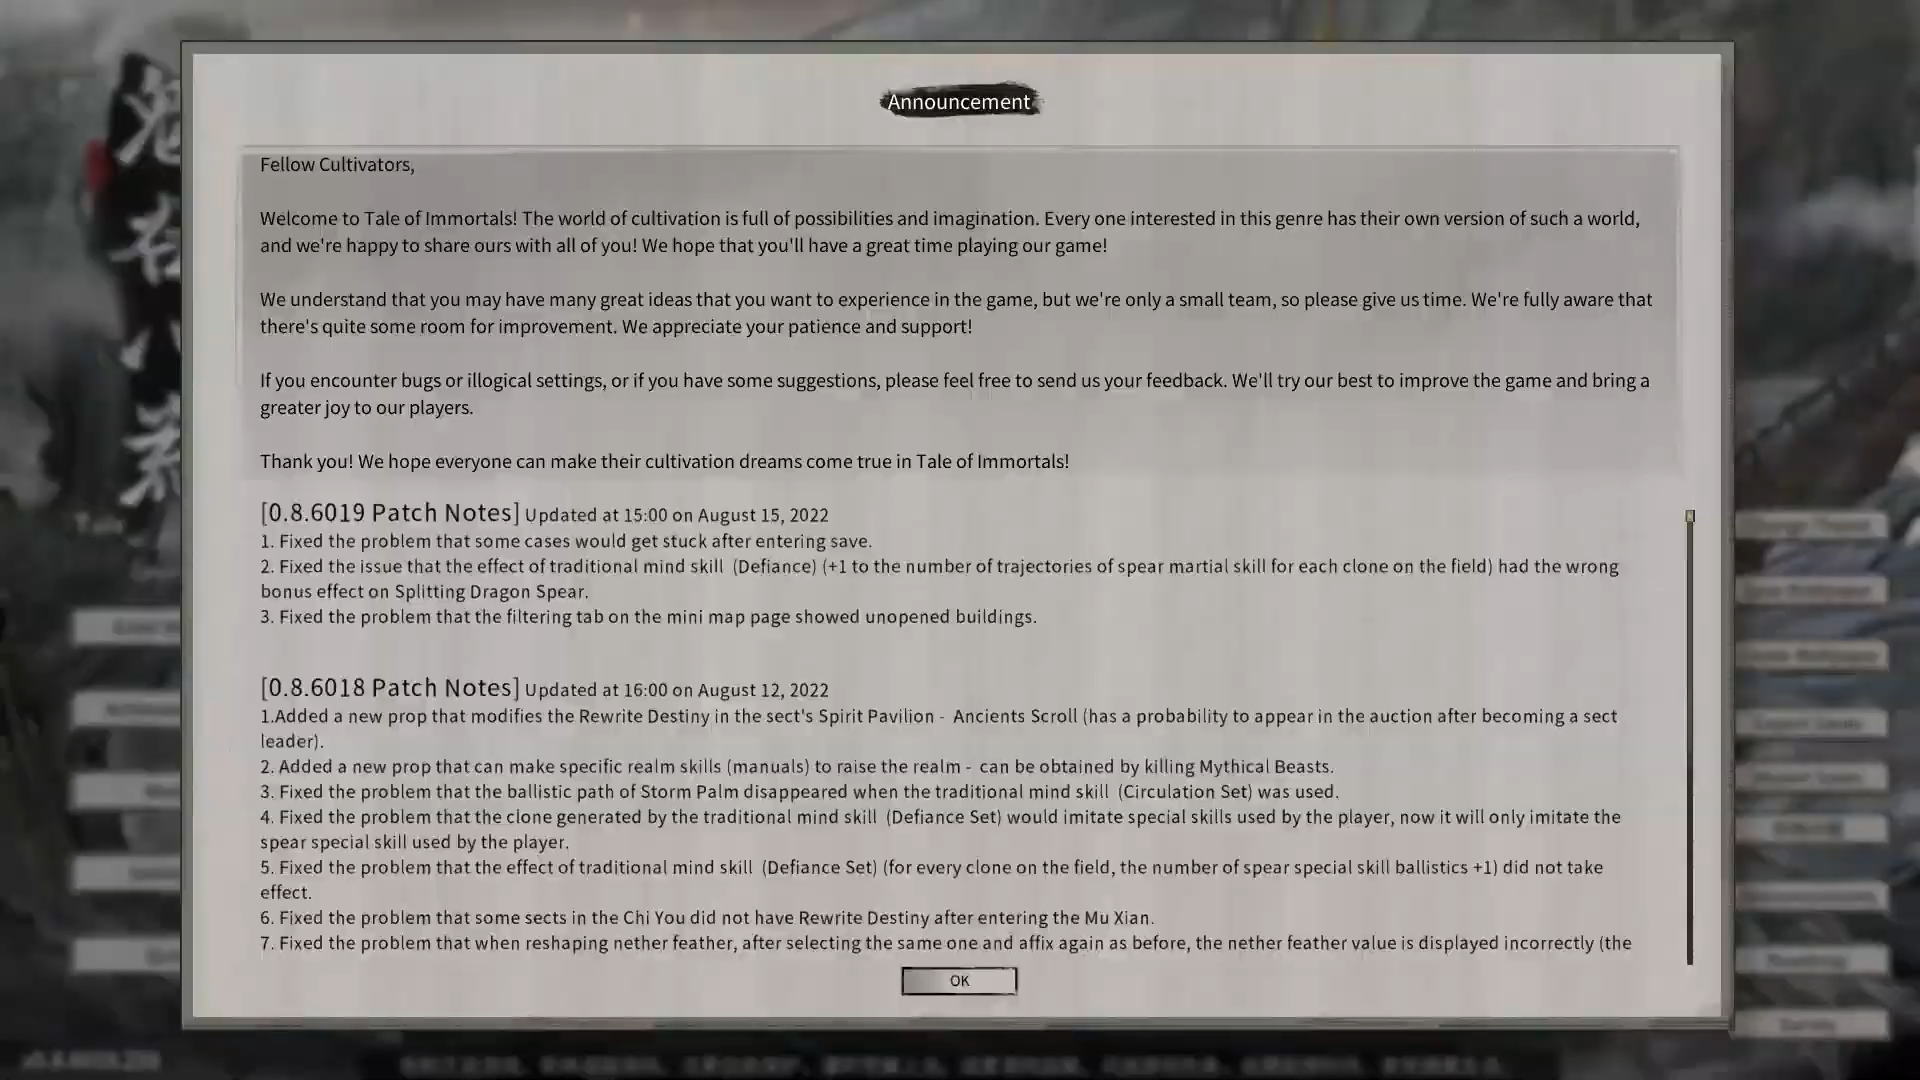 Announcement
Fellow Cultivators,
Welcome to Tale of Immortals! The world of cultivation is full of possibilities and imagination. Every one interested in this genre has their own version of such a world,
and we're happy to share ours with all of you! We hope that you'll have a great time playing our game!
We understand that you may have many great ideas that you want to experience in the game, but we're only a small team, so please give us time. We're fully aware that
there's quite some room for improvement. We appreciate your patience and support!
If you encounter bugs or illogical settings, or if you have some suggestions, please feel free to send us your feedback. We'll try our best to improve the game and bring a
greater joy to our players.
Thank you! We hope everyone can make their cultivation dreams come true in Tale of Immortals!
[0.8.6019 Patch Notes] Updated at 15:00 on August 15, 2022
1. Fixed the problem that some cases would get stuck after entering save.
2. Fixed the issue that the effect of traditional mind skill (Defiance) (+1 to the number of trajectories of spear martial skill for each clone on the field) had the wrong
bonus effect on Splitting Dragon Spear.
3. Fixed the problem that the filtering tab on the mini map page showed unopened buildings.
[0.8.6018 Patch Notes] Updated at 16:00 on August 12, 2022
1.Added a new prop that modifies the Rewrite Destiny in the sect's Spirit Pavilion - Ancients Scroll (has a probability to appear in the auction after becoming a sect
leader).
2. Added a new prop that can make specific realm skills (manuals) to raise the realm - can be obtained by killing Mythical Beasts.
3. Fixed the problem that the ballistic path of Storm Palm disappeared when the traditional mind skill (Circulation Set) was used.
4. Fixed the problem that the clone generated by the traditional mind skill (Defiance Set) would imitate special skills used by the player, now it will only imitate the
spear special skill used by the player.
5. Fixed the problem that the effect of traditional mind skill (Defiance Set) (for every clone on the field, the number of spear special skill ballistics +1) did not take
effect.
6. Fixed the problem that some sects in the Chi You did not have Rewrite Destiny after entering the Mu Xian.
7. Fixed the problem that when reshaping nether feather, after selecting the same one and affix again as before, the nether feather value is displayed incorrectly (the
OK